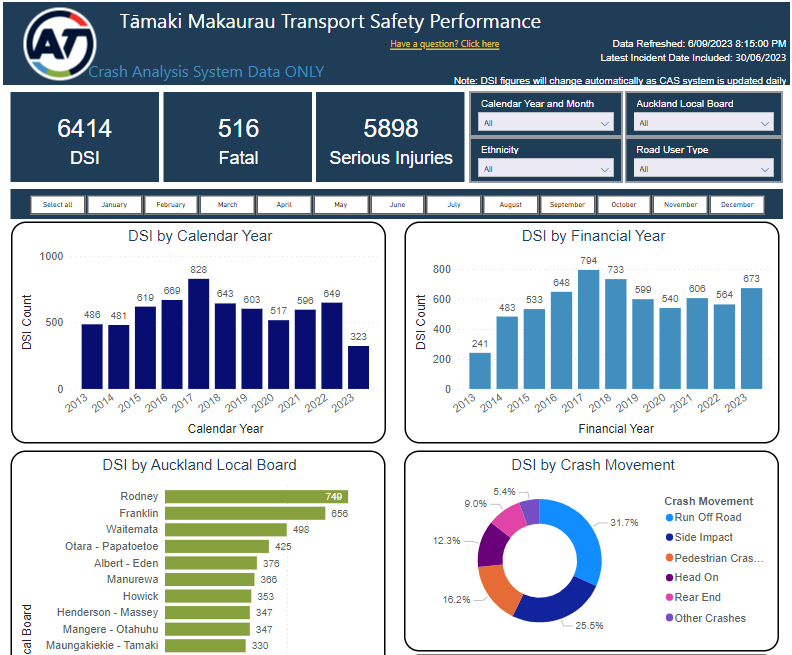 AT
Tāmaki Makaurau Transport Safety Performance
Have a question? Click here
Data Refreshed: 6/09/2023 8:15:00 PM
Latest Incident Date Included: 30/06/2023
Crash Analysis System Data ONLY
Note: DSI figures will change automatically as CAS system is updated daily
6414
DSI
516
Fatal
5898
Serious Injuries
Calendar Year and Month
All
Auckland Local Board
All
Ethnicity
All
Road User Type
All
Select all January February March April May June July August September October November December
DSI by Calendar Year
DSI Count
1000
500
0
486 481 619 669 828 643 603 517 596 649 323
2013 2014 2015 2016 2017 2018 2019 2020 2021 2022 2023
Calendar Year
DSI by Financial Year
DSI Count
800
600
400
200
0
241 483 533 648 794 733 599 540 606 564 673
2013 2014 2015 2016 2017 2018 2019 2020 2021 2022 2023
Financial Year
DSI by Auckland Local Board
cal Board
Rodney 749
Franklin 656
Waitemata 498
Otara - Papatoetoe 425
Albert - Eden 376
Manurewa 366
Howick 353
Henderson - Massey 347
Mangere - Otahuhu 347
Maungakiekie - Tamaki 330
DSI by Crash Movement
31.7%
25.5%
16.2%
12.3%
9.0%
5.4%
Crash Movement
Run Off Road
Side Impact
Pedestrian Cras...
Head On
Rear End
Other Crashes